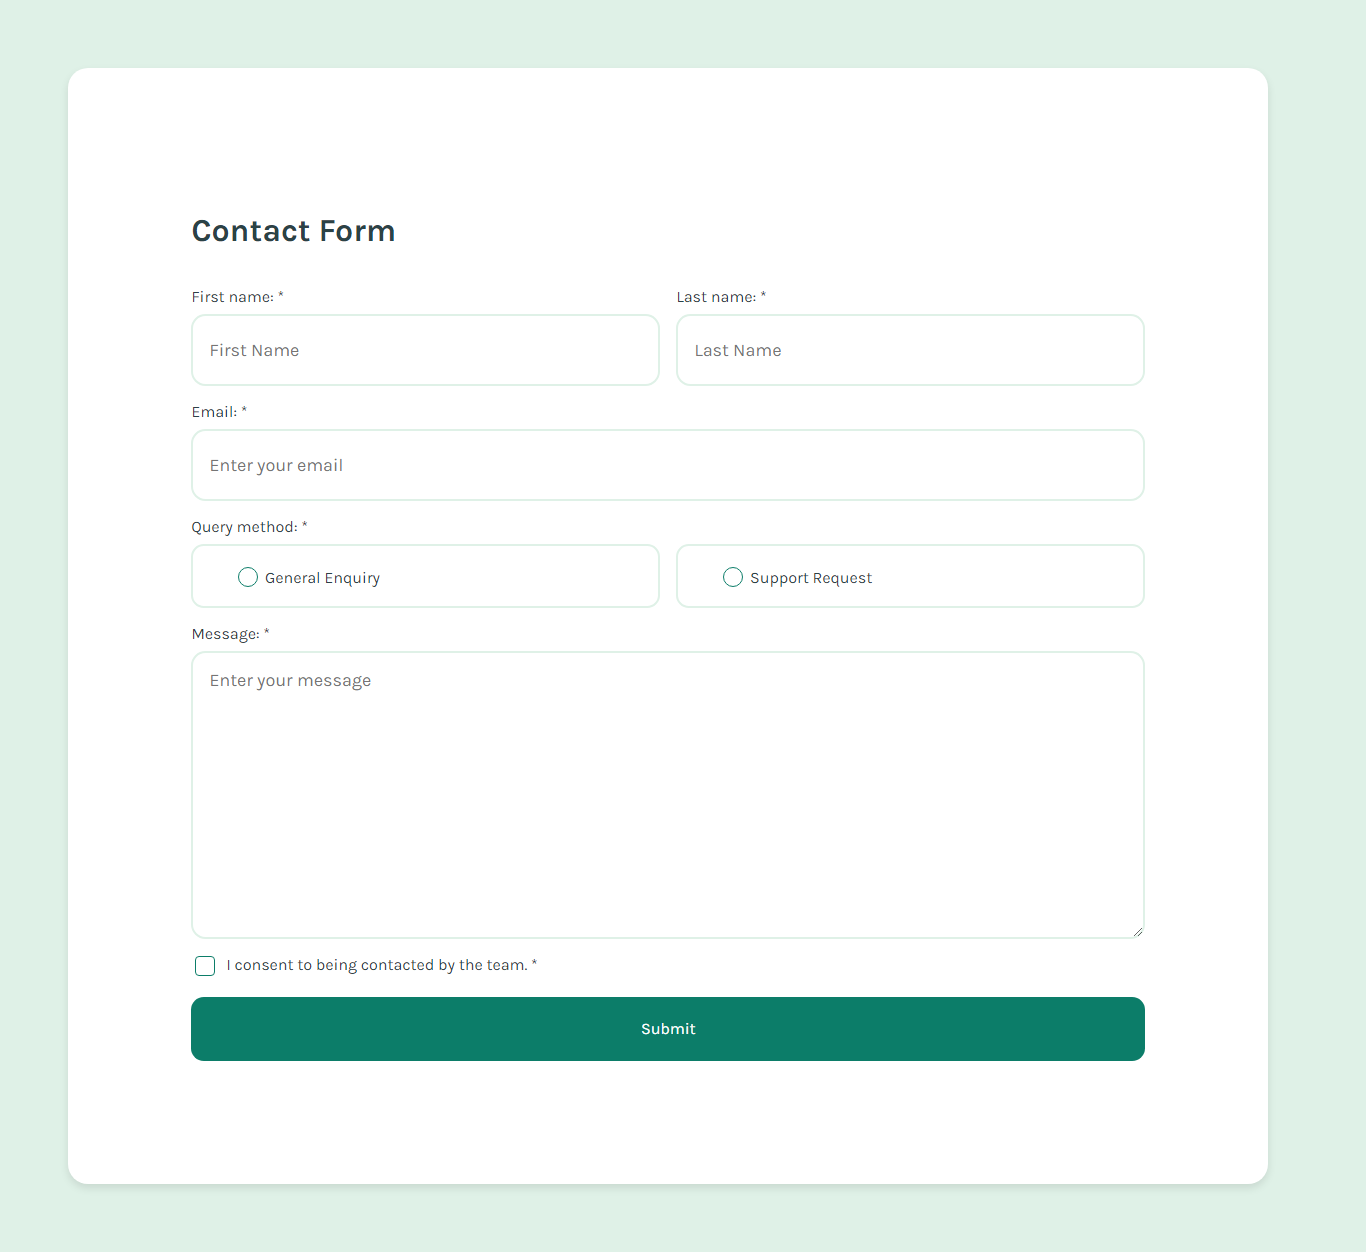 Contact Form
First name: * Last name: *
First Name Last Name
Email: *
Enter your email
Query method: *
General Enquiry Support Request
Message: *
Enter your message
I consent to being contacted by the team. *
Submit